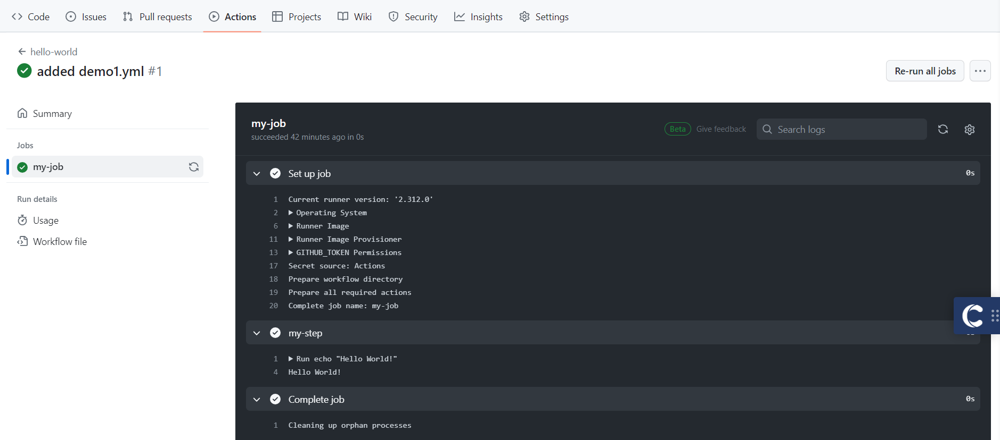 Code Issues Pull requests Actions Projects Wiki Security Insights Settings
hello-world
added demo1.yml #1
Re-run all jobs
Summary
Jobs
my-job
Run details
Usage
Workflow file
my-job
succeeded 42 minutes ago in 0s
Beta Give feedback Search logs
Set up job 0s
1 Current runner version: '2.312.0'
2 Operating System
6 Runner Image
11 Runner Image Provisioner
13 GITHUB_TOKEN Permissions
17 Secret source: Actions
18 Prepare workflow directory
19 Prepare all required actions
20 Complete job name: my-job
my-step
1 Run echo "Hello World!"
4 Hello World!
Complete job 0s
1 Cleaning up orphan processes